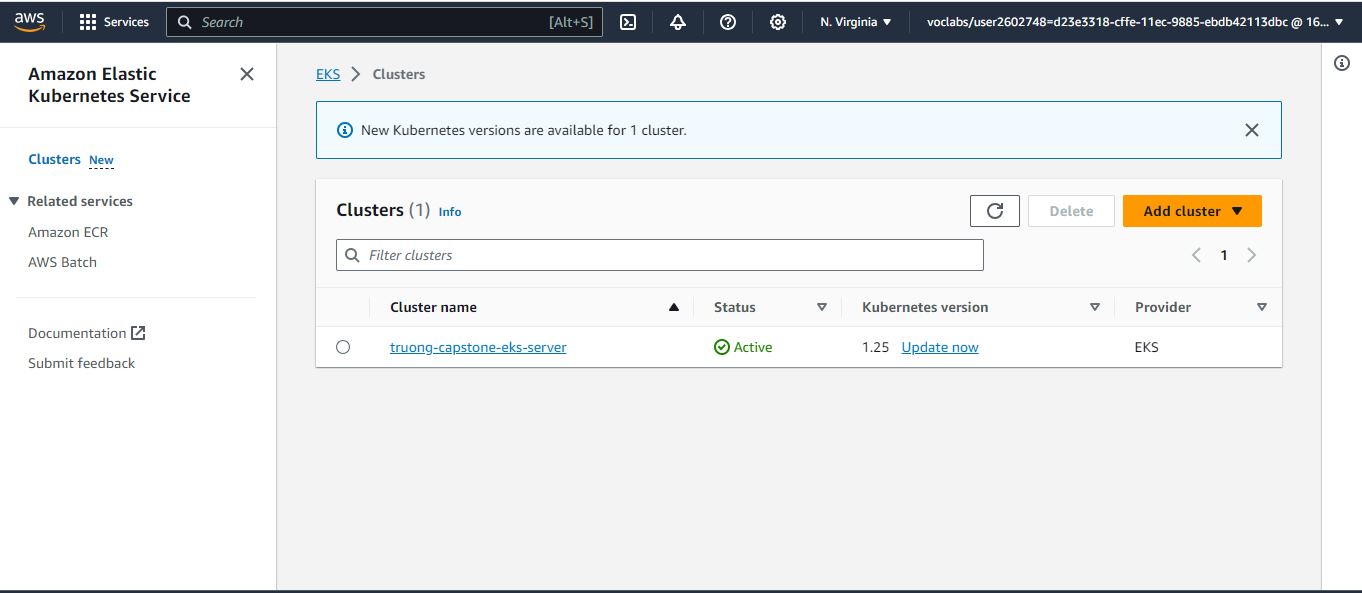 aws Services Search [Alt+S] N. Virginia voclabs/user2602748=d23e3318-cffe-11ec-9885-ebdb42113dbc @ 16...
Amazon Elastic
Kubernetes Service
Clusters New
Related services
Amazon ECR
AWS Batch
Documentation
Submit feedback
EKS Clusters
New Kubernetes versions are available for 1 cluster.
Clusters (1) Info
Delete Add cluster
Filter clusters
1
Cluster name Status Kubernetes version Provider
truong-capstone-eks-server Active 1.25 Update now EKS